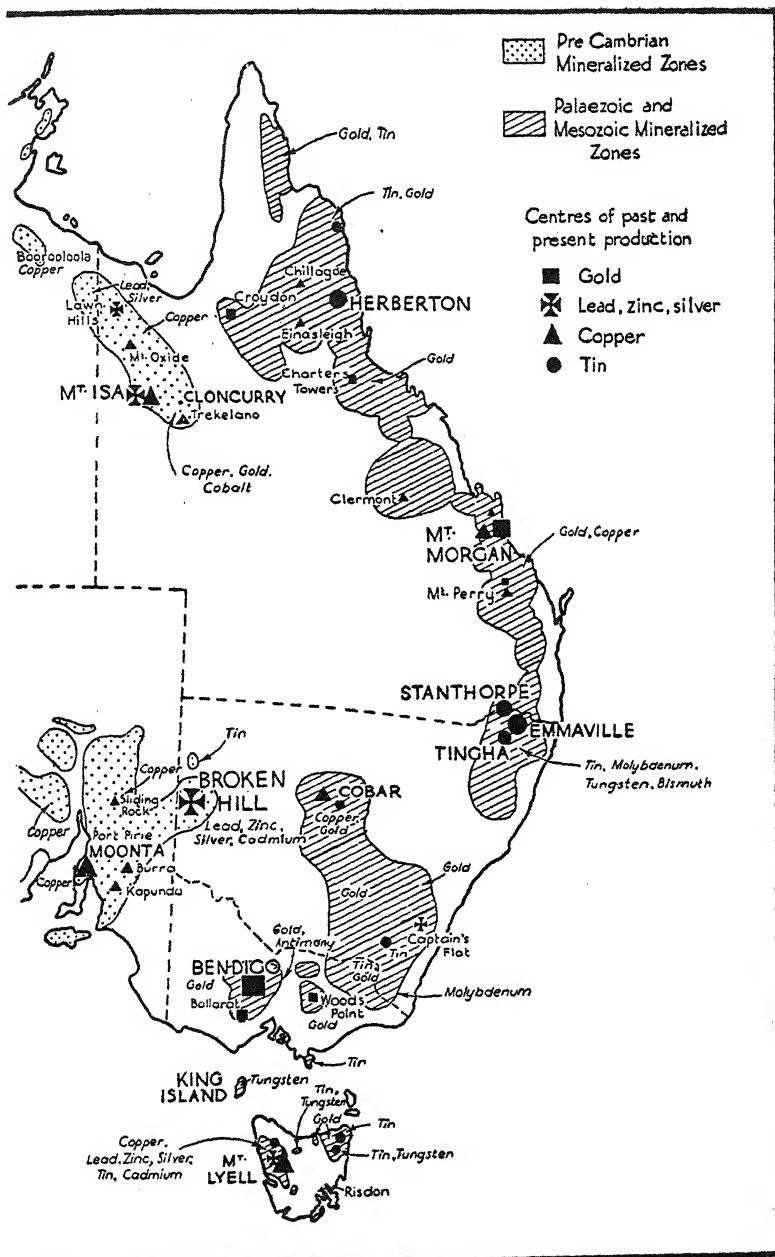 Pre Cambrian
Mineralized Zones
Palaezoic and
Mesozoic Mineralized
Zones
Centres of past and
present production
Gold
Lead, zinc, silver
Copper
Tin
Gold, Tin
Tin, Gold
Borroloola
Copper
Lead,
Silver
Lawn
Hills
Copper
Mt. Oxide
MT. ISA
CLONCURRY
Trekelano
Copper, Gold,
Cobalt
Chillagoe
Croydon
HERBERTON
Einasleigh
Charters
Towers
Gold
Clermont
MT.
MORGAN
Gold, Copper
Mt. Perry
STANTHORPE
EMMAVILLE
TINGHA
Tin, Molybdenum,
Tungsten, Bismuth
Tin
Copper
BROKEN
HILL
Sliding
Rock
Copper
Lead, Zinc,
Silver, Cadmium
Port Pirie
MOONTA
Burra
Copper
Kapunda
COBAR
Copper,
Gold
Gold
Gold
Captain's
Flat
Tin
Tin,
Gold
Molybdenum
Gold,
Antimony
BENDIGO
Gold
Ballarat
Woods
Point
Gold
Tin
KING
ISLAND
Tungsten
Tin,
Tungsten
Gold
Tin
Tin, Tungsten
Copper,
Lead, Zinc, Silver,
Tin, Cadmium
MT.
LYELL
Risdon